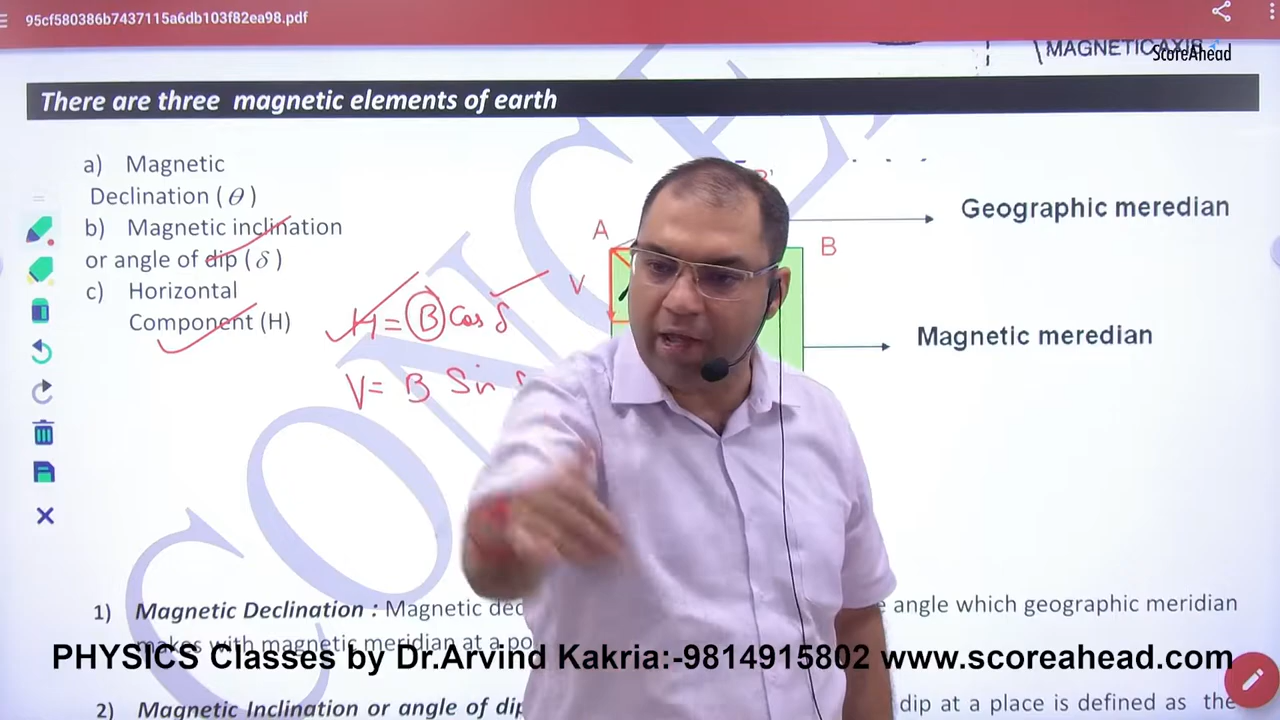 95cf580386b7437115a6db103f82ea98.pdf
MAGNETIC AXIS
ScoreAhead
There are three magnetic elements of earth
a) Magnetic
Declination ( θ )
b) Magnetic inclination
or angle of dip ( δ )
c) Horizontal
Component (H)
H = B Cos δ
V = B Sin
A
B
V
Geographic meredian
Magnetic meredian
1) Magnetic Declination : Magnetic dec angle which geographic meridian
makes with magnetic meridian at a po
PHYSICS Classes by Dr.Arvind Kakria:-9814915802 www.scoreahead.com
2) Magnetic Inclination or angle of dip dip at a place is defined as the
CONCE